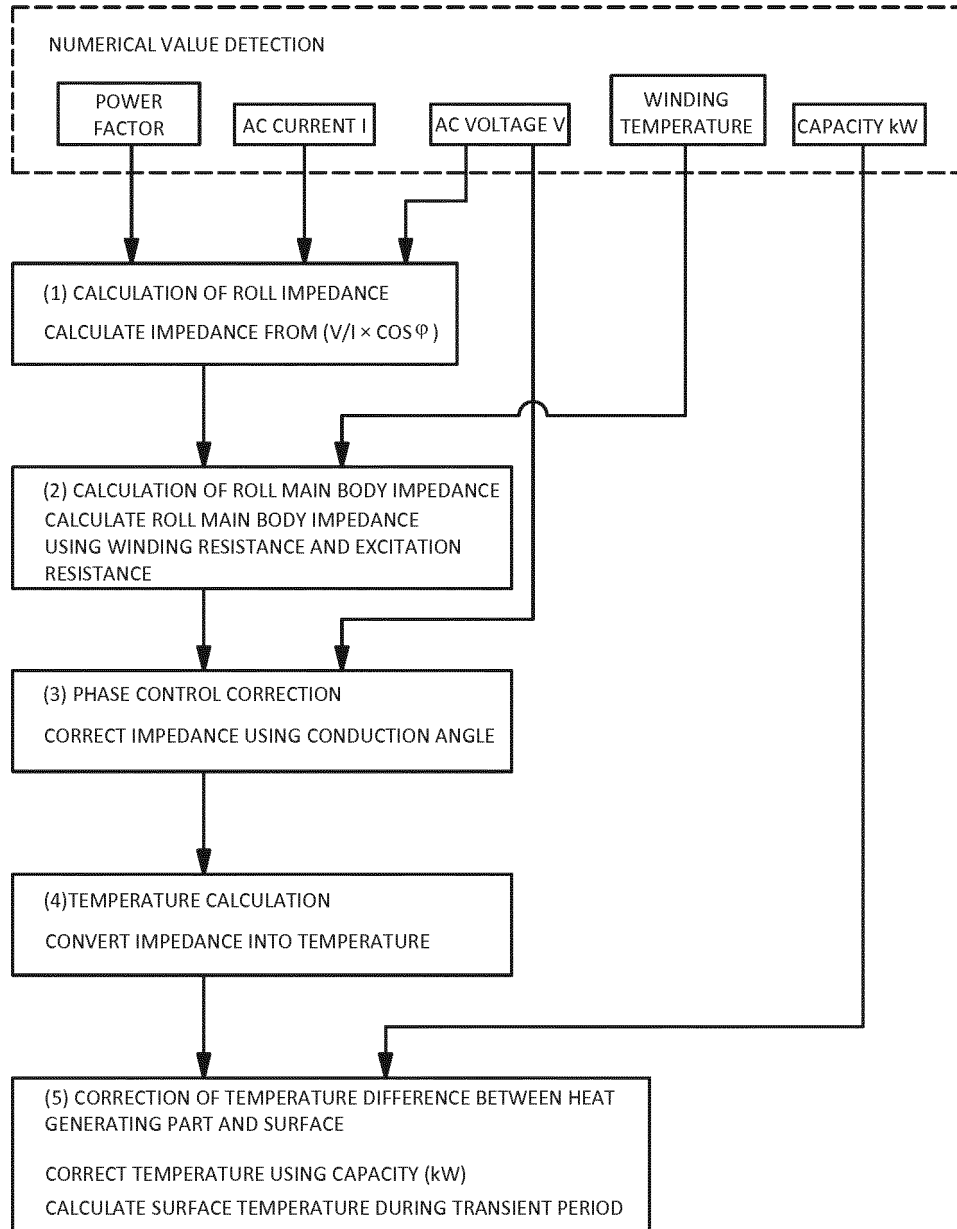 NUMERICAL VALUE DETECTION
POWER
FACTOR
AC CURRENT I
AC VOLTAGE V
WINDING
TEMPERATURE
CAPACITY kW
(1) CALCULATION OF ROLL IMPEDANCE
CALCULATE IMPEDANCE FROM (V/I × COSφ)
(2) CALCULATION OF ROLL MAIN BODY IMPEDANCE
CALCULATE ROLL MAIN BODY IMPEDANCE
USING WINDING RESISTANCE AND EXCITATION
RESISTANCE
(3) PHASE CONTROL CORRECTION
CORRECT IMPEDANCE USING CONDUCTION ANGLE
(4)TEMPERATURE CALCULATION
CONVERT IMPEDANCE INTO TEMPERATURE
(5) CORRECTION OF TEMPERATURE DIFFERENCE BETWEEN HEAT
GENERATING PART AND SURFACE
CORRECT TEMPERATURE USING CAPACITY (kW)
CALCULATE SURFACE TEMPERATURE DURING TRANSIENT PERIOD